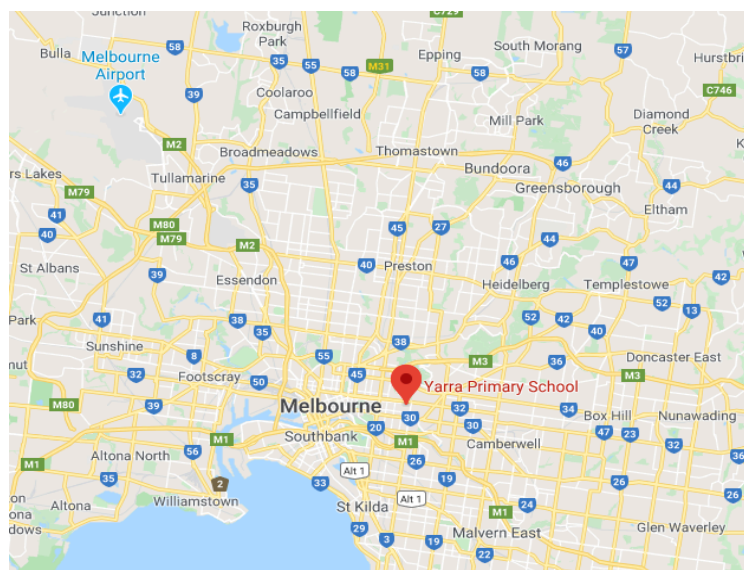 C729
Roxburgh
Park
58
South Morang
57
Bulla
Epping
Melbourne
Airport
35
55
M31
58
58
Hurstbri
39
Coolaroo
C746
Campbellfield
Mill Park
Diamond
Creek
M2
Broadmeadows
Thomastown
K
46
Bundoora
rs Lakes
Tullamarine
35
Greensborough
44
M79
Eltham
41
M80
45
27
40
M79
M2
44
St Albans
40
Preston
46
47
42
39
Essendon
Heidelberg
Templestowe
52
Park
41
38
35
52
42
13
40
Sunshine
38
8
55
M3
36
Doncaster East
nut
32
Footscray
50
45
Yarra Primary School
M3
M80
39
Melbourne
30
32
34
Box Hill
Nunawading
M1
Southbank
20
30
47
23
32
M1
Altona North
56
M1
Camberwell
36
35
2
Alt 1
26
19
26
on
Altona
Williamstown
33
St Kilda
Alt 1
26
ona
24
M1
dows
29
Glen Waverley
3
19
Malvern East
22